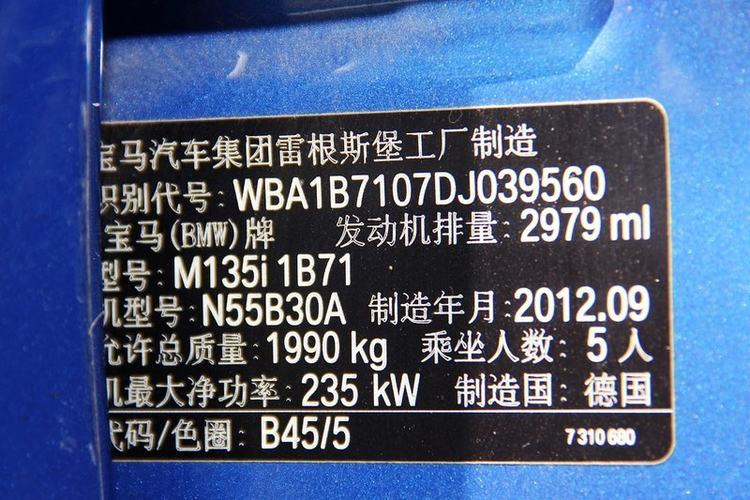 宝马汽车集团雷根斯堡工厂制造
识别代号: WBA1B7107DJ039560
宝马(BMW)牌 发动机排量: 2979 ml
型号: M135i 1B71
机型号: N55B30A 制造年月: 2012.09
允许总质量: 1990 kg 乘坐人数: 5 人
机最大净功率: 235 kW 制造国: 德国
代码/色圈: B45/5 7 310 680